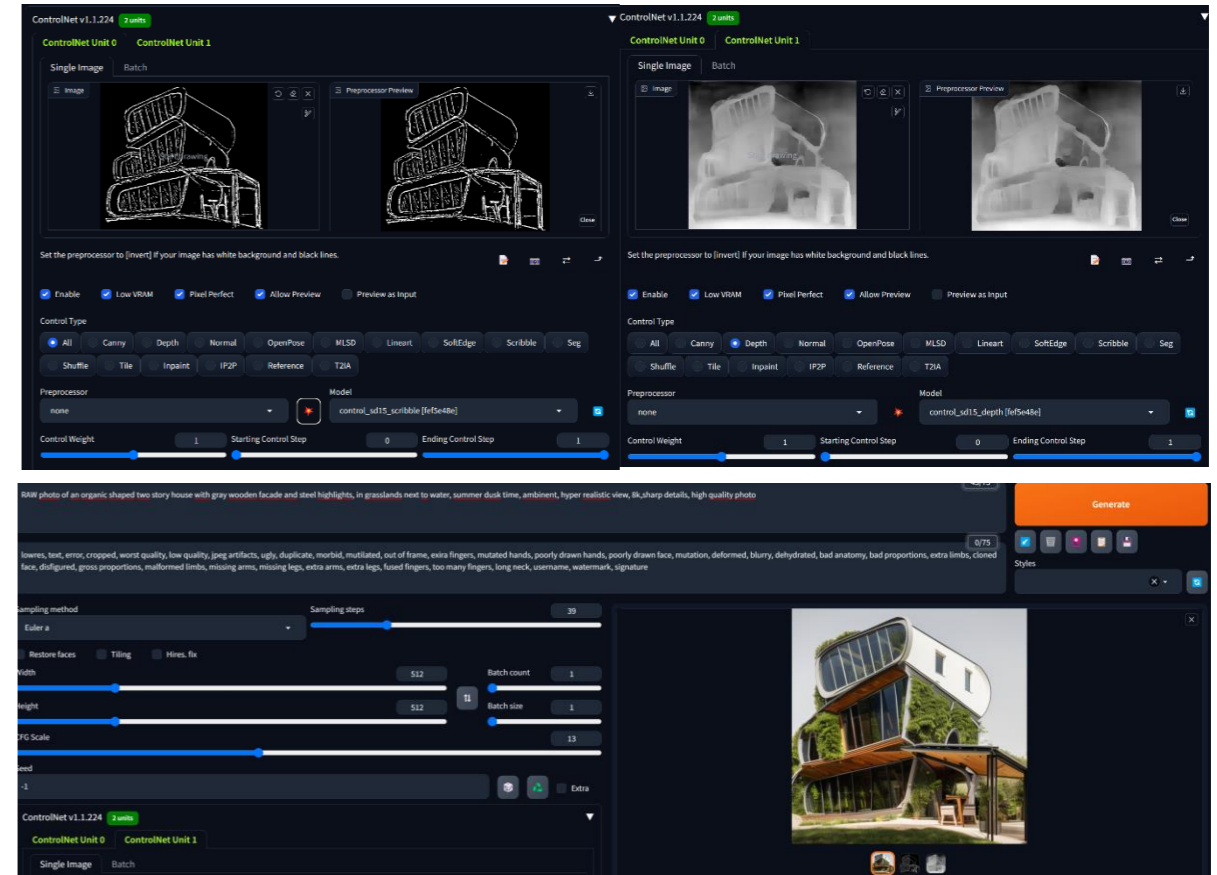 ControlNet v1.1.224 2 units
ControlNet Unit 0 ControlNet Unit 1
Single Image Batch
Image
Preprocessor Preview
Close
Set the preprocessor to [invert] If your image has white background and black lines.
Enable Low VRAM Pixel Perfect Allow Preview Preview as Input
Control Type
All Canny Depth Normal OpenPose MLSD Lineart SoftEdge Scribble Seg
Shuffle Tile Inpaint IP2P Reference T2IA
Preprocessor Model
none control_sd15_scribble [fef5e48e]
Control Weight 1 Starting Control Step 0 Ending Control Step 1
ControlNet v1.1.224 2 units
ControlNet Unit 0 ControlNet Unit 1
Single Image Batch
Image
Preprocessor Preview
Close
Set the preprocessor to [invert] If your image has white background and black lines.
Enable Low VRAM Pixel Perfect Allow Preview Preview as Input
Control Type
All Canny Depth Normal OpenPose MLSD Lineart SoftEdge Scribble Seg
Shuffle Tile Inpaint IP2P Reference T2IA
Preprocessor Model
none control_sd15_depth [fef5e48e]
Control Weight 1 Starting Control Step 0 Ending Control Step 1
RAW photo of an organic shaped two story house with gray wooden facade and steel highlights, in grasslands next to water, summer dusk time, ambinent, hyper realistic view, 8k,sharp details, high quality photo
Generate
0/75
lowres, text, error, cropped, worst quality, low quality, jpeg artifacts, ugly, duplicate, morbid, mutilated, out of frame, exira fingers, mutated hands, poorly drawn hands, poorly drawn face, mutation, deformed, blurry, dehydrated, bad anatomy, bad proportions, extra limbs, cloned
face, disfigured, gross proportions, malformed limbs, missing arms, missing legs, extra arms, extra legs, fused fingers, too many fingers, long neck, username, watermark, signature
Styles
Sampling method Sampling steps 39
Euler a
Restore faces Tiling Hires. fix
Width 512 Batch count 1
Height 512 Batch size 1
CFG Scale 13
Seed
-1 Extra
ControlNet v1.1.224 2 units
ControlNet Unit 0 ControlNet Unit 1
Single Image Batch